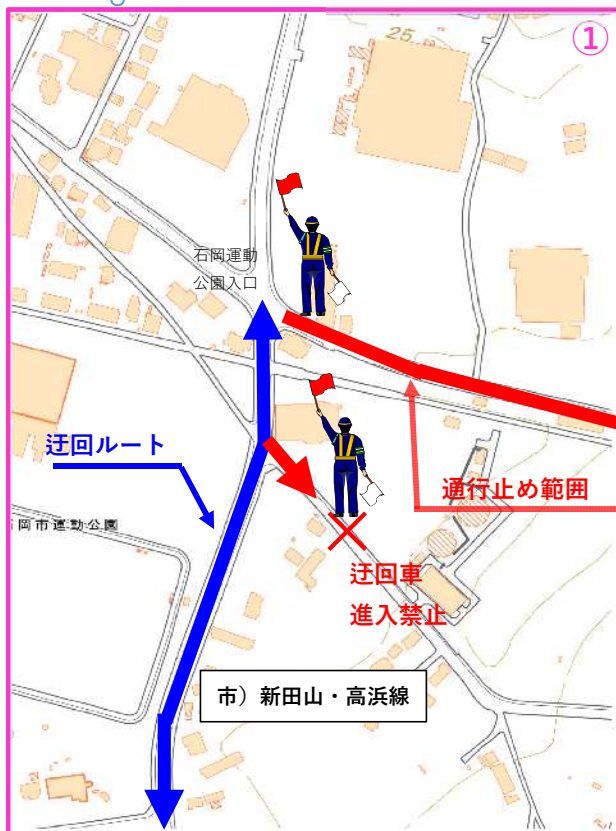 ①
25
石岡運動
公園入口
迂回ルート
通行止め範囲
岡市運動公園
迂回車
進入禁止
市）新田山・高浜線